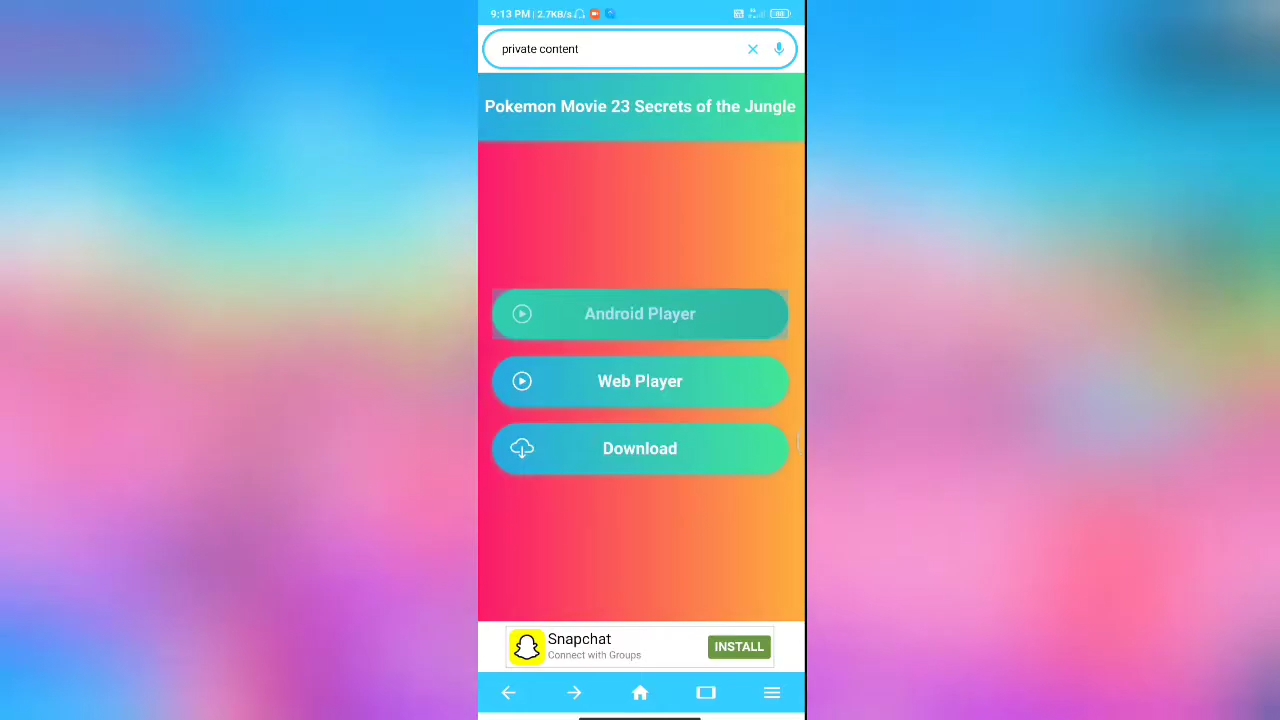 9:13 PM | 2.7KB/s
private content
Pokemon Movie 23 Secrets of the Jungle
Android Player
Web Player
Download
Snapchat
Connect with Groups
INSTALL